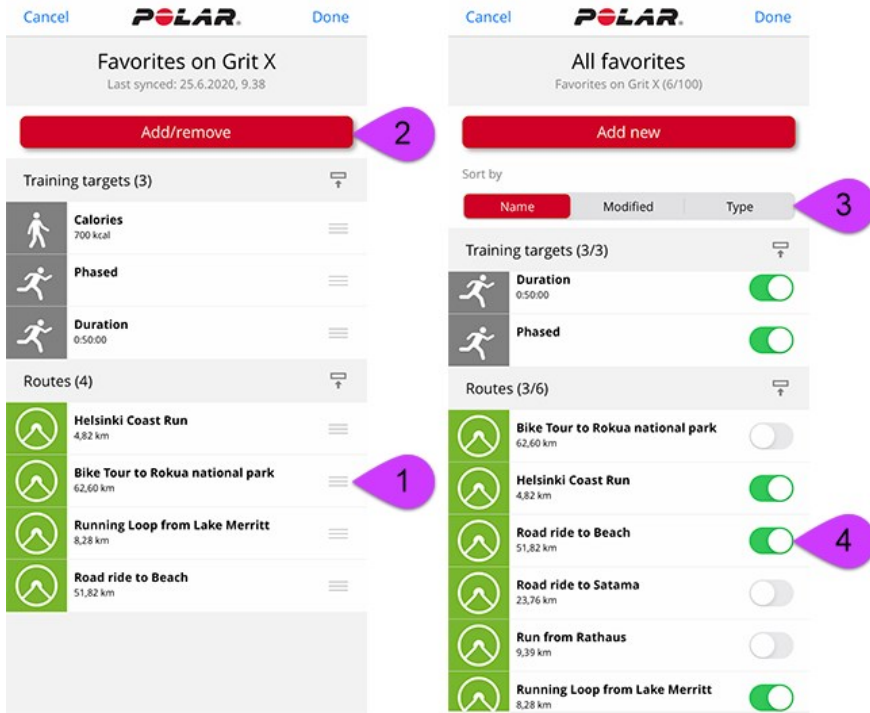 Cancel
POLAR.
Done
Favorites on Grit X
Last synced: 25.6.2020, 9.38
Add/remove
2
Training targets (3)
Calories
700 kcal
Phased
Duration
0:50:00
Routes (4)
Helsinki Coast Run
4,82 km
Bike Tour to Rokua national park
62,60 km
1
Running Loop from Lake Merritt
8,28 km
Road ride to Beach
51,82 km
Cancel
POLAR.
Done
All favorites
Favorites on Grit X (6/100)
Add new
Sort by
Name
Modified
Type
3
Training targets (3/3)
Duration
0:50:00
Phased
Routes (3/6)
Bike Tour to Rokua national park
62,60 km
Helsinki Coast Run
4,82 km
Road ride to Beach
51,82 km
4
Road ride to Satama
23,76 km
Run from Rathaus
9,39 km
Running Loop from Lake Merritt
8,28 km